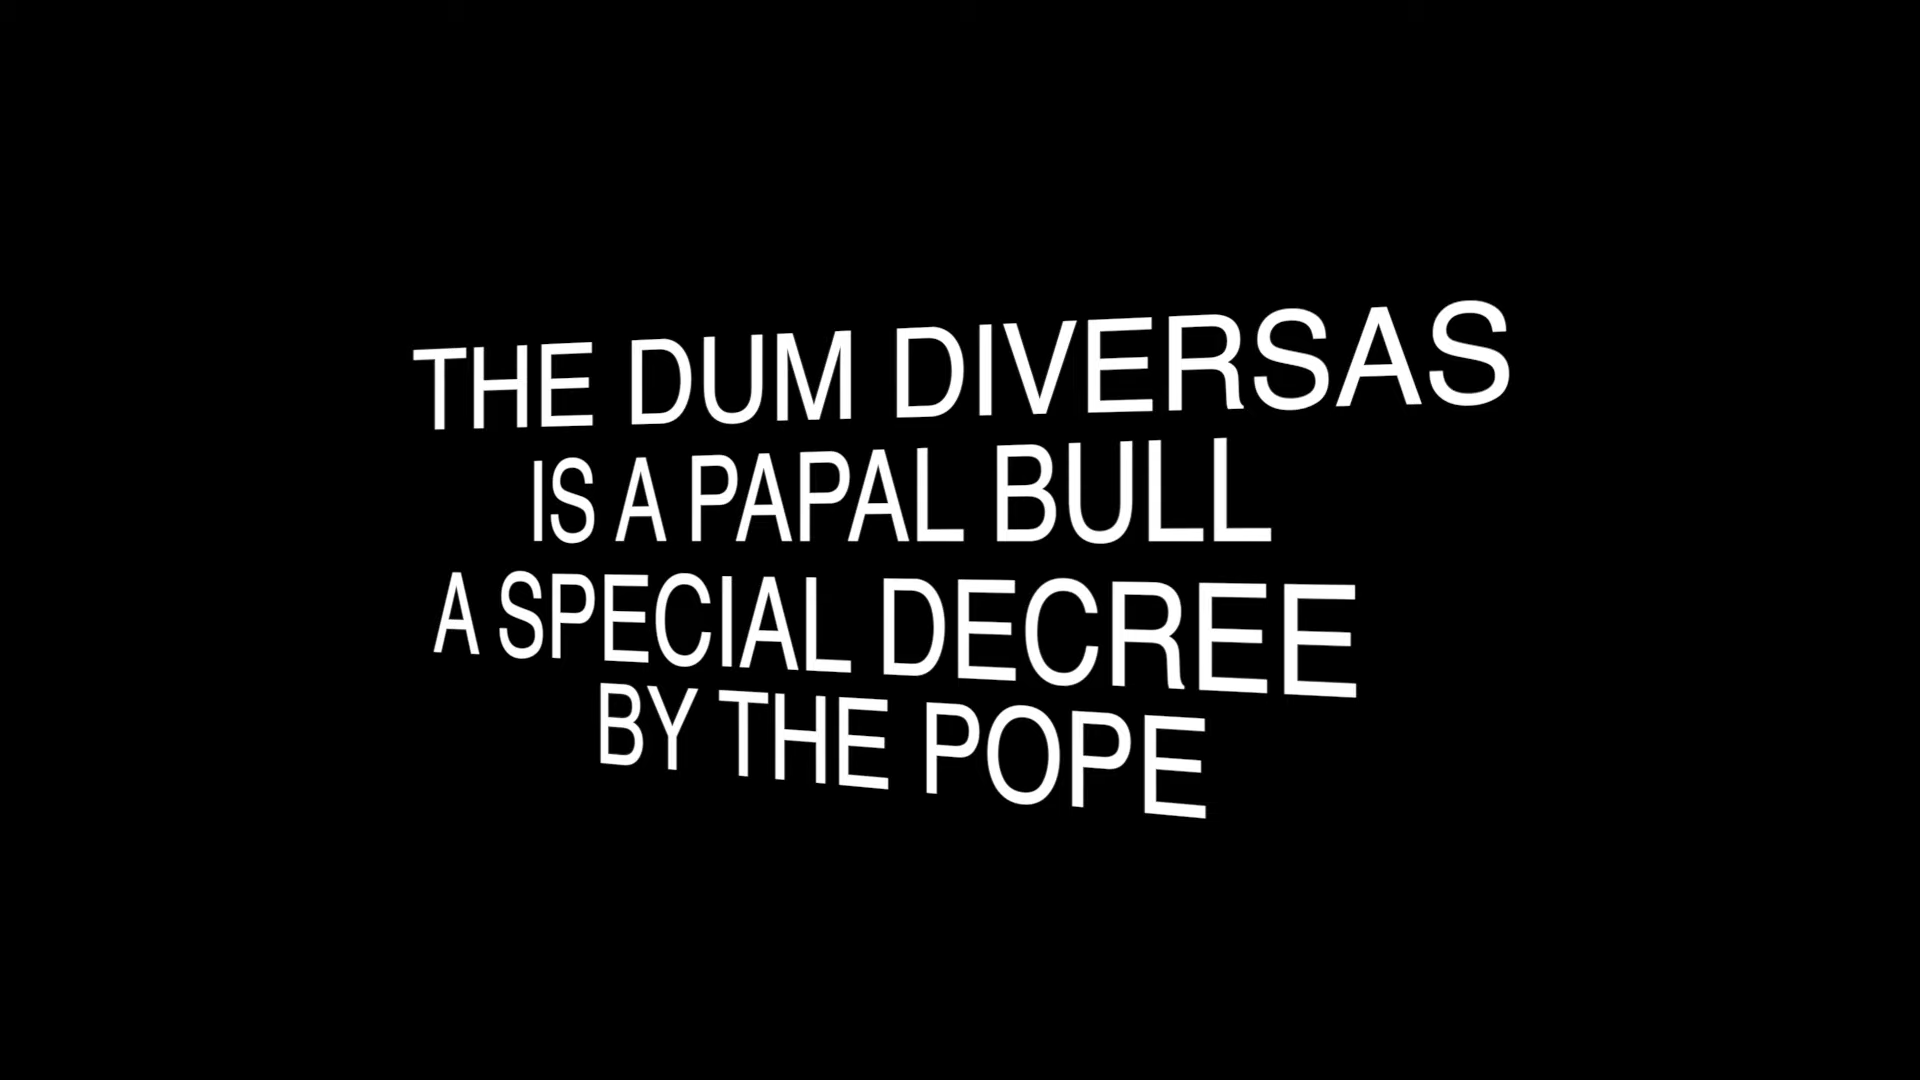 THE DUM DIVERSAS
IS A PAPAL BULL
A SPECIAL DECREE
BY THE POPE